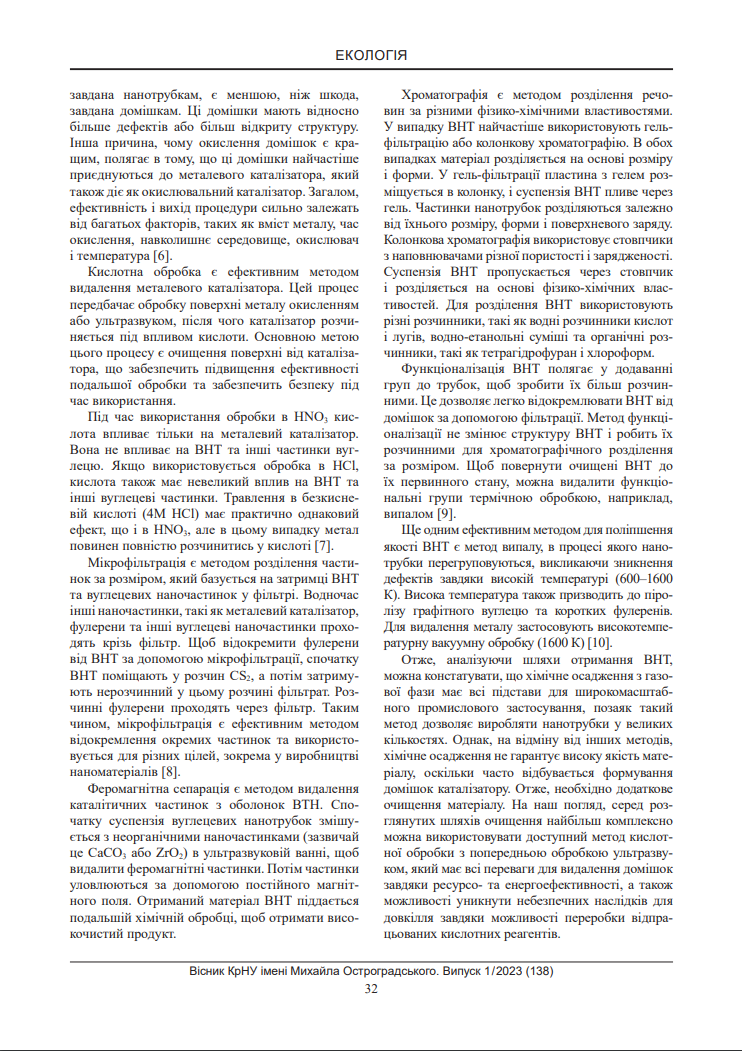 ЕКОЛОГІЯ
завдана нанотрубкам, є меншою, ніж шкода,
завдана домішкам. Ці домішки мають відносно
більше дефектів або більш відкриту структуру.
Інша причина, чому окислення домішок є кра-
щим, полягає в тому, що ці домішки найчастіше
приєднуються до металевого каталізатора, який
також діє як окислювальний каталізатор. Загалом,
ефективність і вихід процедури сильно залежать
від багатьох факторів, таких як вміст металу, час
окислення, навколишнє середовище, окислювач
і температура [6].
Кислотна обробка є ефективним методом
видалення металевого каталізатора. Цей процес
передбачає обробку поверхні металу окисленням
або ультразвуком, після чого каталізатор розчи-
няється під впливом кислоти. Основною метою
цього процесу є очищення поверхні від каталіза-
тора, що забезпечить підвищення ефективності
подальшої обробки та забезпечить безпеку під
час використання.
Під час використання обробки в HNO₃ кис-
лота впливає тільки на металевий каталізатор.
Вона не впливає на ВНТ та інші частинки вуг-
лецю. Якщо використовується обробка в HCl,
кислота також має невеликий вплив на ВНТ та
інші вуглецеві частинки. Травлення в безкисне-
вій кислоті (4M HCl) має практично однаковий
ефект, що і в HNO₃, але в цьому випадку метал
повинен повністю розчинитись у кислоті [7].
Мікрофільтрація є методом розділення части-
нок за розміром, який базується на затримці ВНТ
та вуглецевих наночастинок у фільтрі. Водночас
інші наночастинки, такі як металевий каталізатор,
фулерени та інші вуглецеві наночастинки прохо-
дять крізь фільтр. Щоб відокремити фулерени
від ВНТ за допомогою мікрофільтрації, спочатку
ВНТ поміщають у розчин CS₂, а потім затриму-
ють нерозчинний у цьому розчині фільтрат. Роз-
чинні фулерени проходять через фільтр. Таким
чином, мікрофільтрація є ефективним методом
відокремлення окремих частинок та використо-
вується для різних цілей, зокрема у виробництві
наноматеріалів [8].
Феромагнітна сепарація є методом видалення
каталітичних частинок з оболонок ВТН. Спо-
чатку суспензія вуглецевих нанотрубок зміщу-
ється з неорганічними наночастинками (зазвичай
це CaCO₃ або ZrO₂) в ультразвуковій ванні, щоб
видалити феромагнітні частинки. Потім частинки
уловлюються за допомогою постійного магніт-
ного поля. Отриманий матеріал ВНТ піддається
подальшій хімічній обробці, щоб отримати висо-
кочистий продукт.
Хроматографія є методом розділення речо-
вин за різними фізико-хімічними властивостями.
У випадку ВНТ найчастіше використовують гель-
фільтрацію або колонкову хроматографію. В обох
випадках матеріал розділяється на основі розміру
і форми. У гель-фільтрації пластина з гелем роз-
міщується в колонку, і суспензія ВНТ пливе через
гель. Частинки нанотрубок розділяються залежно
від їхнього розміру, форми і поверхневого заряду.
Колонкова хроматографія використовує стовпчики
з наповнювачами різної пористості і зарядженості.
Суспензія ВНТ пропускається через стовпчик
і розділяється на основі фізико-хімічних влас-
тивостей. Для розділення ВНТ використовують
різні розчинники, такі як водні розчинники кислот
і лугів, водно-етанольні суміші та органічні роз-
чинники, такі як тетрагідрофуран і хлороформ.
Функціоналізація ВНТ полягає у додаванні
груп до трубок, щоб зробити їх більш розчин-
ними. Це дозволяє легко відокремлювати ВНТ від
домішок за допомогою фільтрації. Метод функці-
оналізації не змінює структуру ВНТ і робить їх
розчинними для хроматографічного розділення
за розміром. Щоб повернути очищені ВНТ до
їх первинного стану, можна видалити функціо-
нальні групи термічною обробкою, наприклад,
випалом [9].
Ще одним ефективним методом для поліпшення
якості ВНТ є метод випалу, в процесі якого нано-
трубки перегруповуються, викликаючи зникнення
дефектів завдяки високій температурі (600–1600
К). Висока температура також призводить до піро-
лізу графітного вуглецю та коротких фулеренів.
Для видалення металу застосовують високотемпе-
ратурну вакуумну обробку (1600 К) [10].
Отже, аналізуючи шляхи отримання ВНТ,
можна констатувати, що хімічне осадження з газо-
вої фази має всі підстави для широкомасштаб-
ного промислового застосування, позаяк такий
метод дозволяє виробляти нанотрубки у великих
кількостях. Однак, на відміну від інших методів,
хімічне осадження не гарантує високу якість мате-
ріалу, оскільки часто відбувається формування
домішок каталізатору. Отже, необхідно додаткове
очищення матеріалу. На наш погляд, серед роз-
глянутих шляхів очищення найбільш комплексно
можна використовувати доступний метод кислот-
ної обробки з попередньою обробкою ультразву-
ком, який має всі переваги для видалення домішок
завдяки ресурсо- та енергоефективності, а також
можливості уникнути небезпечних наслідків для
довкілля завдяки можливості переробки відпра-
цьованих кислотних реагентів.
Вісник КрНУ імені Михайла Остроградського. Випуск 1/2023 (138)
32